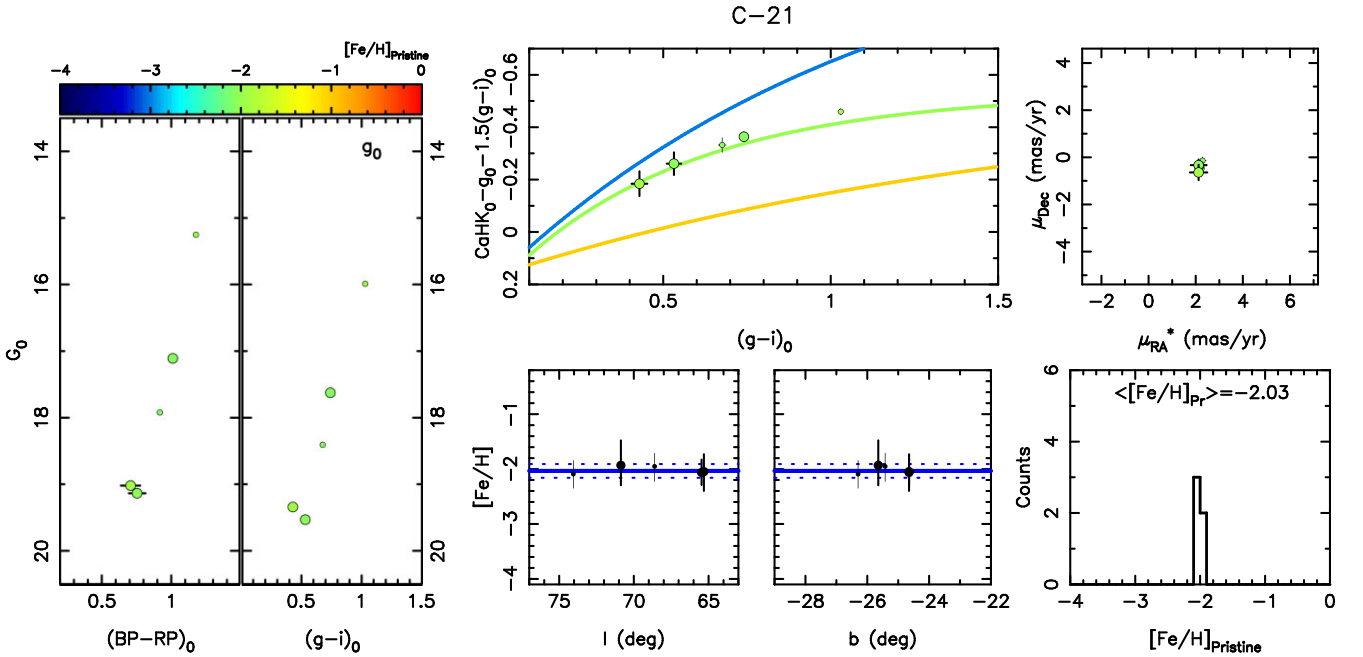 C−21
[Fe/H]Pristine
−4 −3 −2 −1 0
14 16 18 20
G0
0.5 1
(BP−RP)0
g0
14 16 18 20
0.5 1 1.5
(g−i)0
−0.6 −0.4 −0.2 0 0.2
CaHK0−g0−1.5(g−i)0
0.5 1 1.5
(g−i)0
4 2 0 −2 −4
μDec (mas/yr)
−2 0 2 4 6
μRA* (mas/yr)
−1 −2 −3 −4
[Fe/H]
75 70 65
l (deg)
−28 −26 −24 −22
b (deg)
<[Fe/H]Pr>=−2.03
6 4 2 0
Counts
−4 −3 −2 −1 0
[Fe/H]Pristine